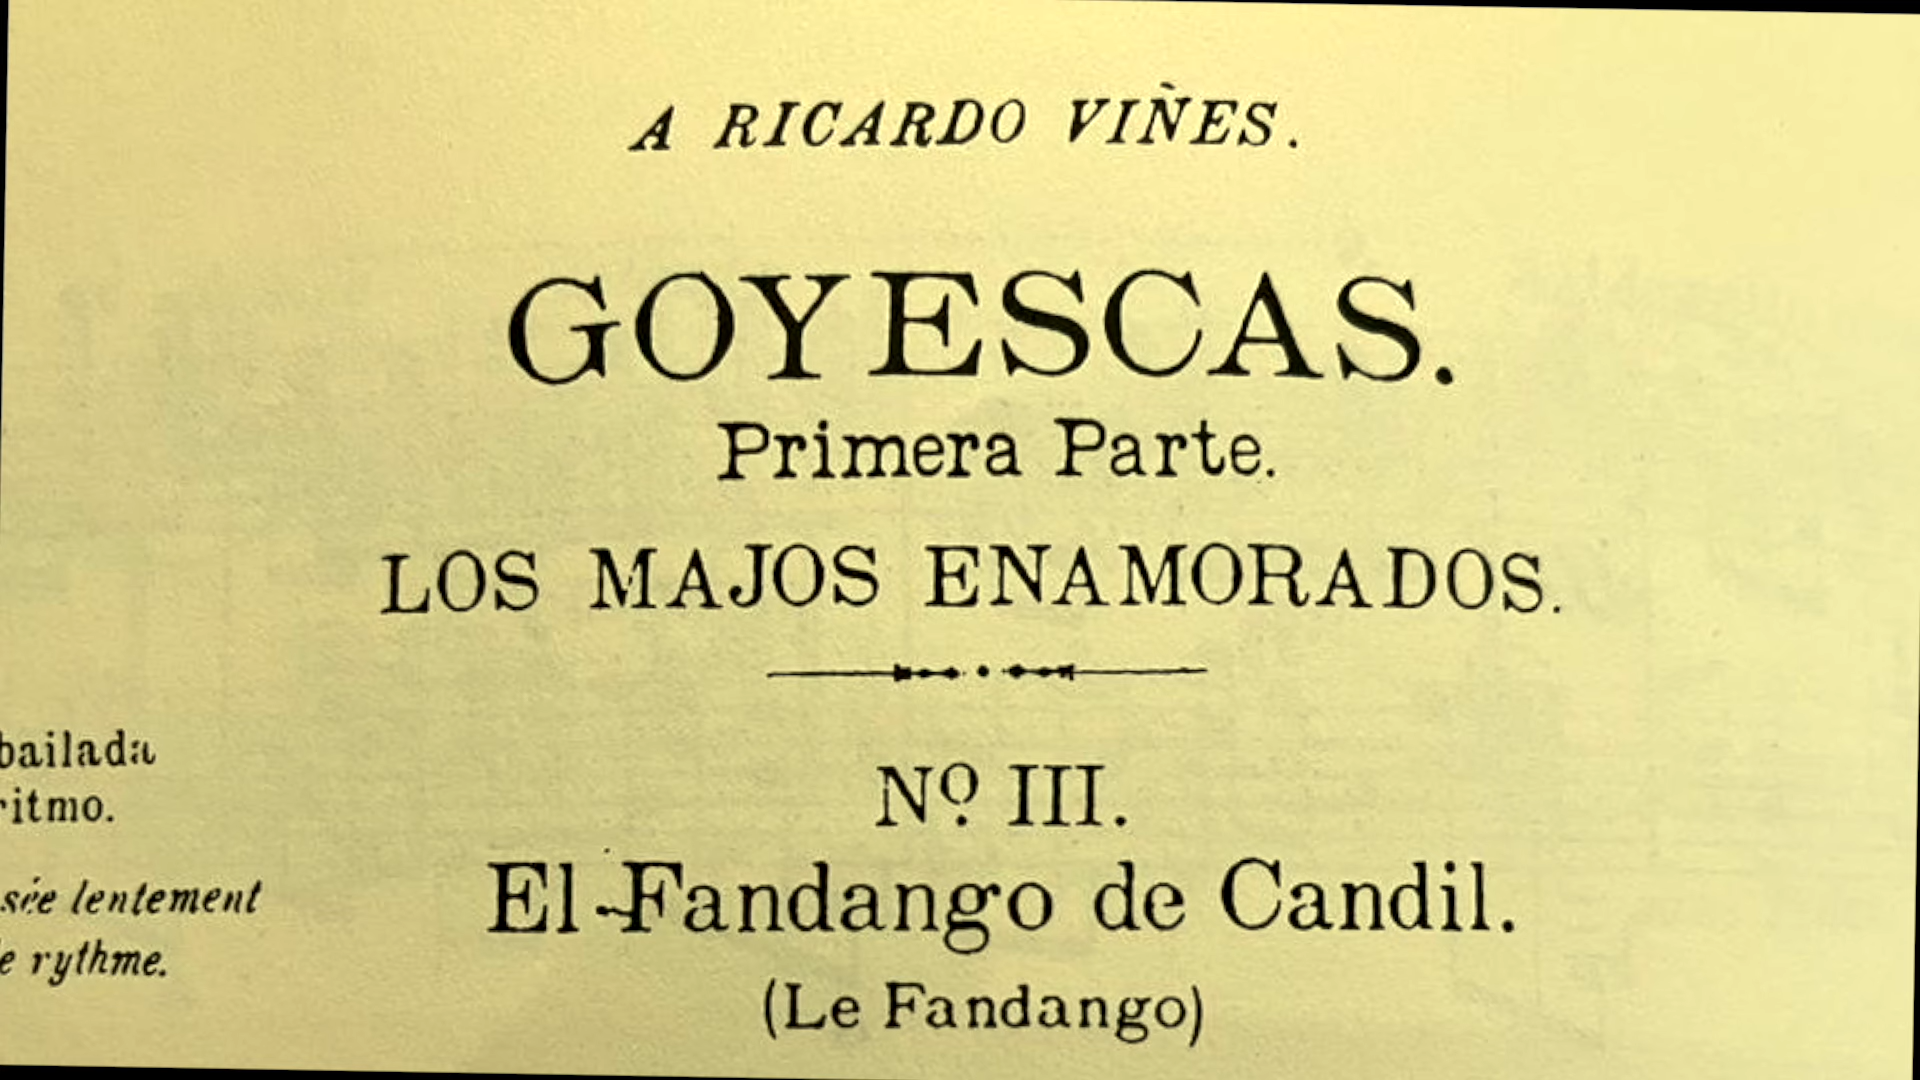 A RICARDO VIÑES.
GOYESCAS.
Primera Parte.
LOS MAJOS ENAMORADOS.
Nº III.
El Fandango de Candil.
(Le Fandango)
bailada
ritmo.
lentement
rythme.